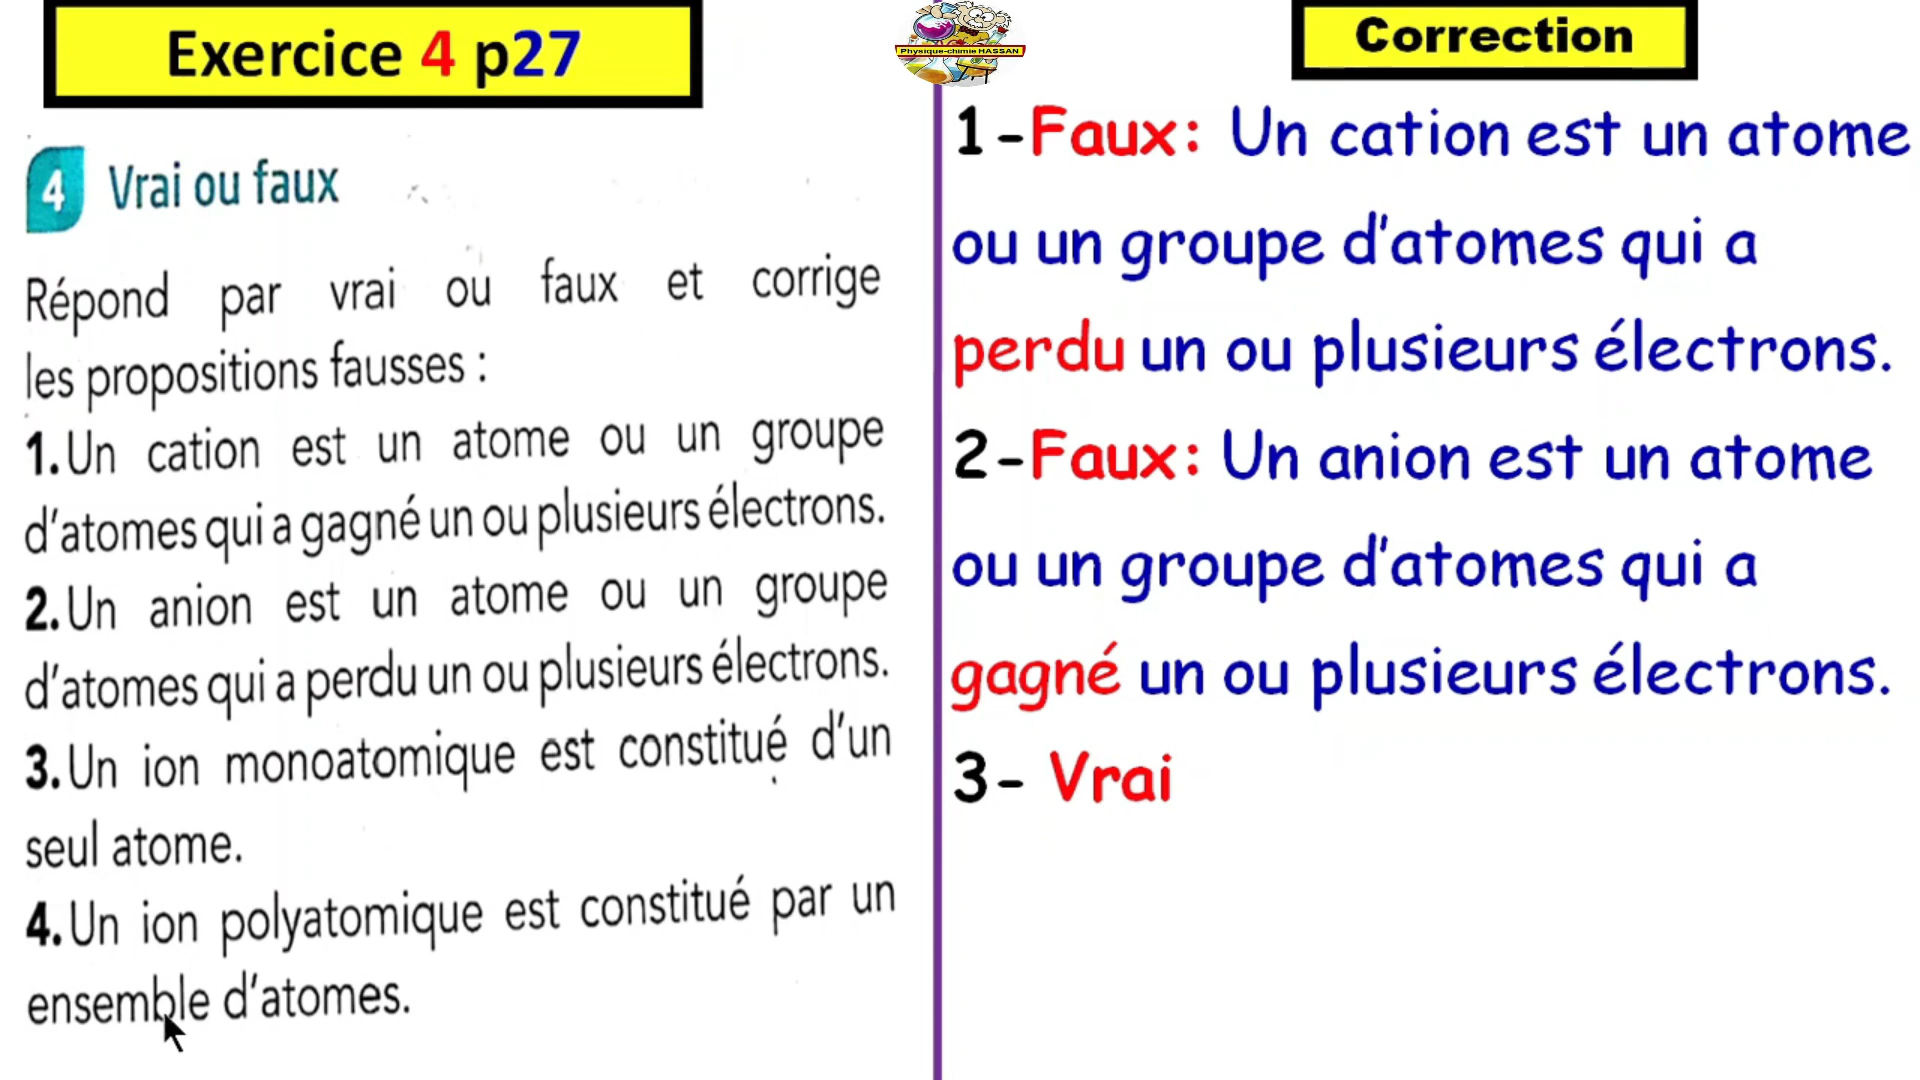 Exercice 4 p27
Physique-chimie HASSAN
Correction
4 Vrai ou faux
Répond par vrai ou faux et corrige
les propositions fausses :
1.Un cation est un atome ou un groupe
d'atomes qui a gagné un ou plusieurs électrons.
2.Un anion est un atome ou un groupe
d'atomes qui a perdu un ou plusieurs électrons.
3.Un ion monoatomique est constitué d'un
seul atome.
4.Un ion polyatomique est constitué par un
ensemble d'atomes.
1-Faux: Un cation est un atome
ou un groupe d'atomes qui a
perdu un ou plusieurs électrons.
2-Faux: Un anion est un atome
ou un groupe d'atomes qui a
gagné un ou plusieurs électrons.
3- Vrai